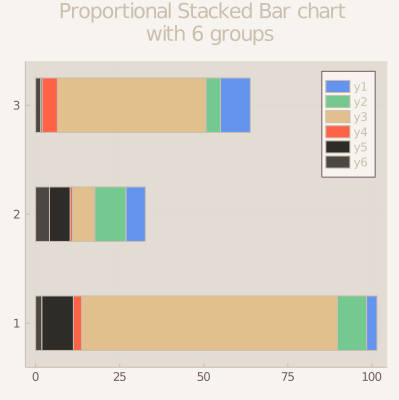 Proportional Stacked Bar chart
with 6 groups
y1
y2
y3
y4
y5
y6
3
2
1
0 25 50 75 100